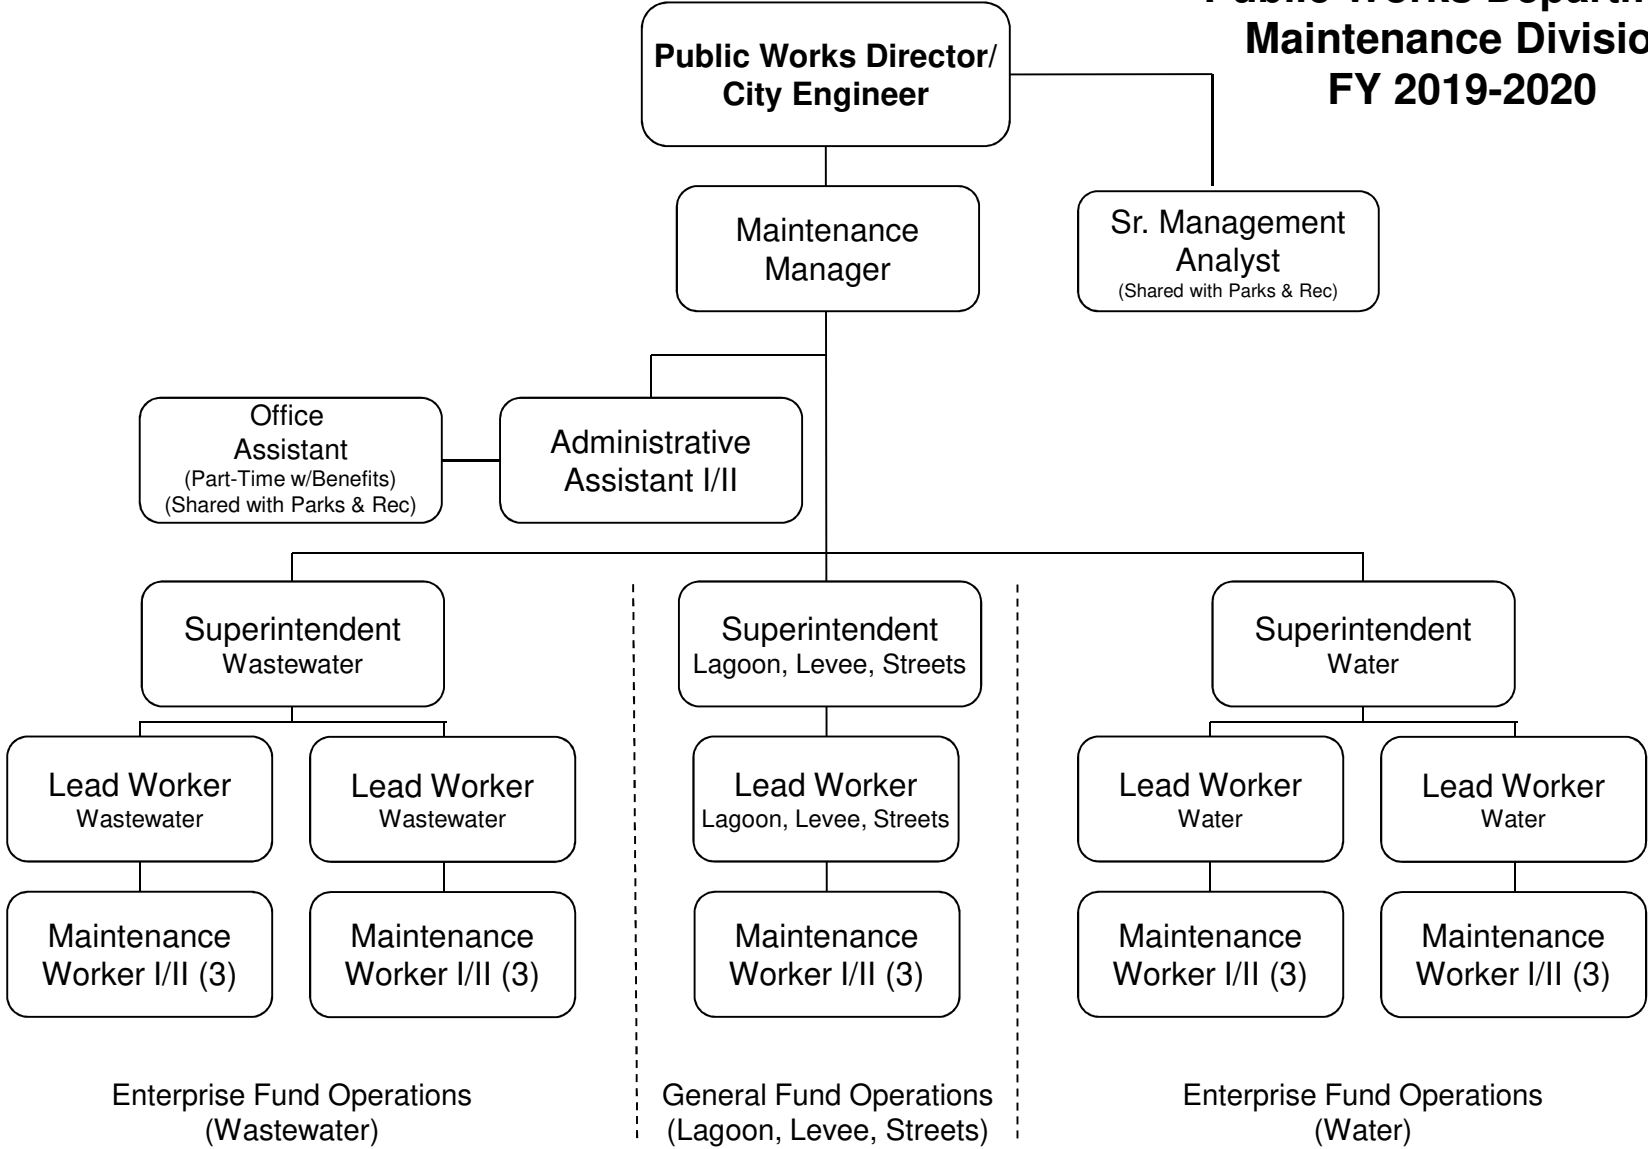 Public Works Departm
Maintenance Divisio
FY 2019-2020
Public Works Director/
City Engineer
Maintenance
Manager
Sr. Management
Analyst
(Shared with Parks & Rec)
Office
Assistant
(Part-Time w/Benefits)
(Shared with Parks & Rec)
Administrative
Assistant I/II
Superintendent
Wastewater
Superintendent
Lagoon, Levee, Streets
Superintendent
Water
Lead Worker
Wastewater
Lead Worker
Wastewater
Lead Worker
Lagoon, Levee, Streets
Lead Worker
Water
Lead Worker
Water
Maintenance
Worker I/II (3)
Maintenance
Worker I/II (3)
Maintenance
Worker I/II (3)
Maintenance
Worker I/II (3)
Maintenance
Worker I/II (3)
Enterprise Fund Operations
(Wastewater)
General Fund Operations
(Lagoon, Levee, Streets)
Enterprise Fund Operations
(Water)